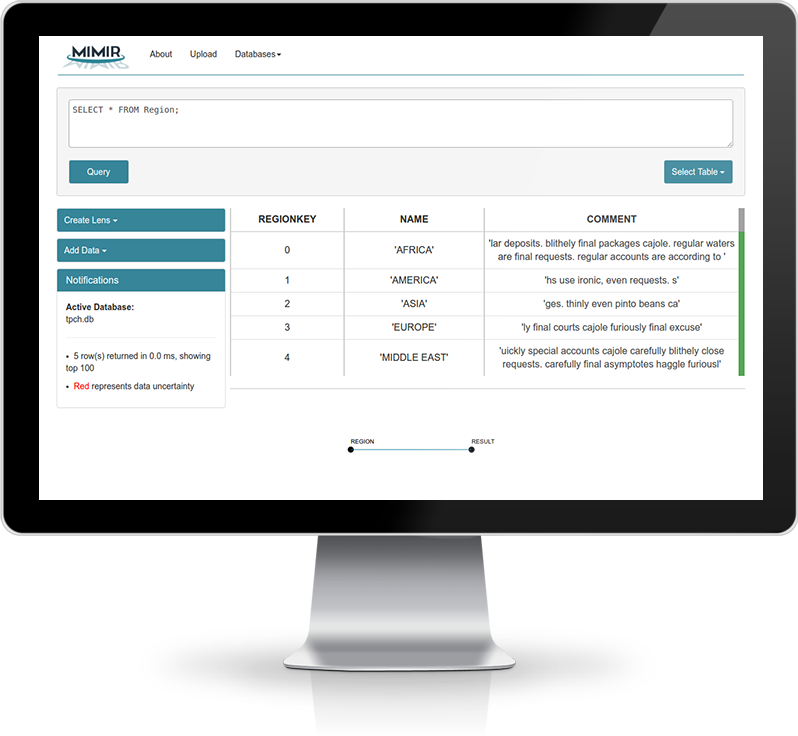 MIMIR
About Upload Databases
SELECT * FROM Region;
Query
Select Table
Create Lens
Add Data
Notifications
Active Database:
tpch.db
• 5 row(s) returned in 0.0 ms, showing
top 100
• Red represents data uncertainty
REGIONKEY NAME COMMENT
0 'AFRICA' 'lar deposits. blithely final packages cajole. regular waters
are final requests. regular accounts are according to '
1 'AMERICA' 'hs use ironic, even requests. s'
2 'ASIA' 'ges. thinly even pinto beans ca'
3 'EUROPE' 'ly final courts cajole furiously final excuse'
4 'MIDDLE EAST' 'uickly special accounts cajole carefully blithely close
requests. carefully final asymptotes haggle furiousl'
REGION RESULT